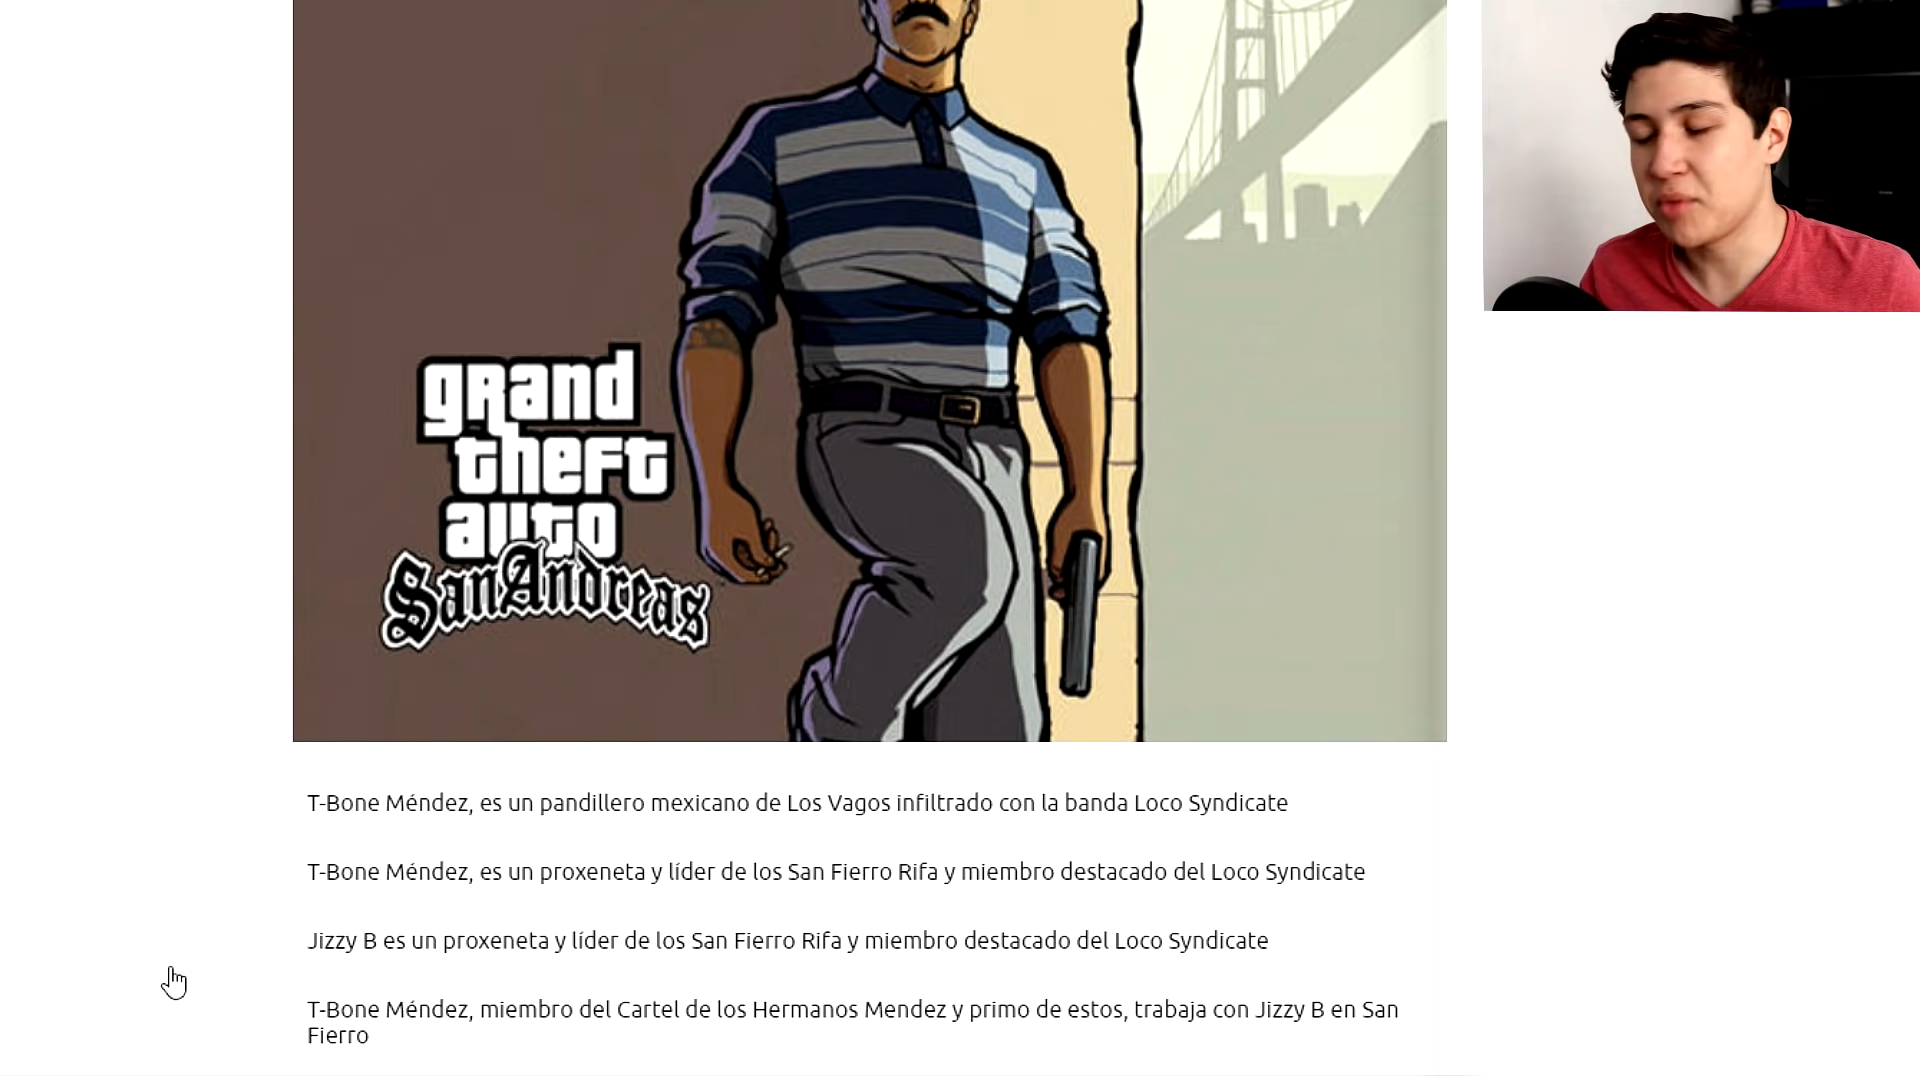 grand
theft
auto
San Andreas
T-Bone Méndez, es un pandillero mexicano de Los Vagos infiltrado con la banda Loco Syndicate
T-Bone Méndez, es un proxeneta y líder de los San Fierro Rifa y miembro destacado del Loco Syndicate
Jizzy B es un proxeneta y líder de los San Fierro Rifa y miembro destacado del Loco Syndicate
T-Bone Méndez, miembro del Cartel de los Hermanos Mendez y primo de estos, trabaja con Jizzy B en San
Fierro